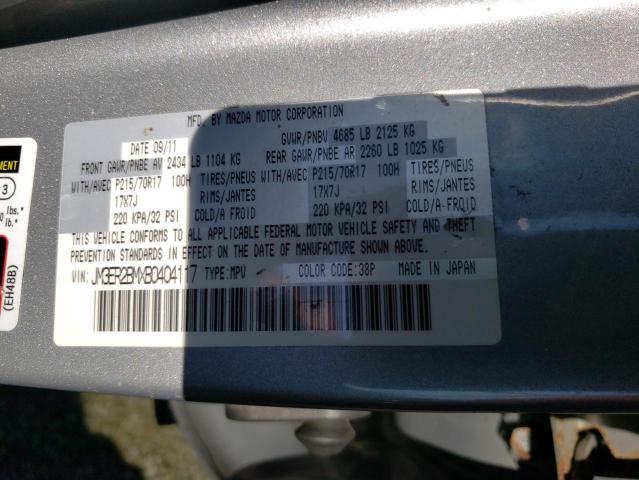 MFD. BY MAZDA MOTOR CORPORATION
DATE 09/11 GVWR/PNBV 4685 LB 2125 KG
FRONT GAWR/PNBE AV 2434 LB 1104 KG REAR GAWR/PNBE AR 2260 LB 1025 KG
WITH/AVEC P215/70R17 100H TIRES/PNEUS WITH/AVEC P215/70R17 100H TIRES/PNEUS
17X7J RIMS/JANTES 17X7J RIMS/JANTES
220 KPA/32 PSI COLD/A FROID 220 KPA/32 PSI COLD/A-FROID
THIS VEHICLE CONFORMS TO ALL APPLICABLE FEDERAL MOTOR VEHICLE SAFETY AND THEFT
PREVENTION STANDARDS IN EFFECT ON THE DATE OF MANUFACTURE SHOWN ABOVE.
VIN: JM3ER2BMXB0404117 TYPE: MPV COLOR CODE: 38P MADE IN JAPAN
3
lbs.*
lb.*
(EH48B)